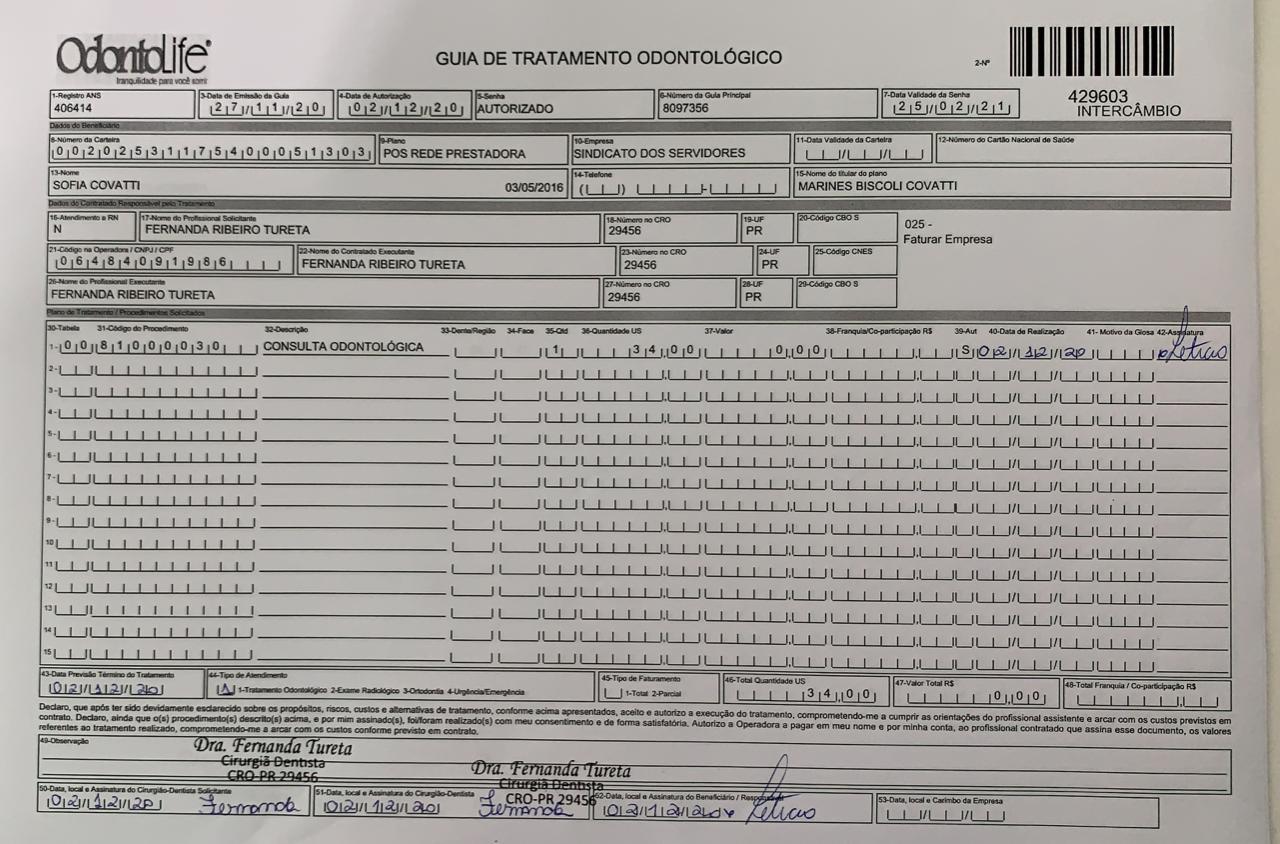 OdontoLife®
tranquilidade para você sorrir
GUIA DE TRATAMENTO ODONTOLÓGICO
2-Nº
429603
INTERCÂMBIO
1-Registro ANS
406414
3-Data de Emissão da Guia
27/11/20
4-Data de Autorização
02/12/20
5-Senha
AUTORIZADO
6-Número da Guia Principal
8097356
7-Data Validade da Senha
25/02/21
Dados do Beneficiário
8-Número da Carteira
00202531175400051303
9-Plano
POS REDE PRESTADORA
10-Empresa
SINDICATO DOS SERVIDORES
11-Data Validade da Carteira
12-Número do Cartão Nacional de Saúde
13-Nome
SOFIA COVATTI 03/05/2016
14-Telefone
15-Nome do titular do plano
MARINES BISCOLI COVATTI
Dados do Contratado Responsável pelo Tratamento
16-Atendimento a RN
N
17-Nome do Profissional Solicitante
FERNANDA RIBEIRO TURETA
18-Número no CRO
29456
19-UF
PR
20-Código CBO S
025 -
Faturar Empresa
21-Código na Operadora / CNPJ / CPF
06484091986
22-Nome do Contratado Executante
FERNANDA RIBEIRO TURETA
23-Número no CRO
29456
24-UF
PR
25-Código CNES
26-Nome do Profissional Executante
FERNANDA RIBEIRO TURETA
27-Número no CRO
29456
28-UF
PR
29-Código CBO S
Plano de Tratamento / Procedimentos Solicitados
30-Tabela 31-Código do Procedimento 32-Descrição 33-Dente/Região 34-Face 35-Qtd 36-Quantidade US 37-Valor 38-Franquia/Co-participação R$ 39-Aut 40-Data de Realização 41- Motivo da Glosa 42-Assinatura
1- 00 81000030 CONSULTA ODONTOLÓGICA 1 34,00 0,00 S 02/12/20
2-
3-
4-
5-
6-
7-
8-
9-
10
11
12
13
14
15
43-Data Previsão Término do Tratamento
02/12/20
44-Tipo de Atendimento
1 1-Tratamento Odontológico 2-Exame Radiológico 3-Ortodontia 4-Urgência/Emergência
45-Tipo de Faturamento
1-Total 2-Parcial
46-Total Quantidade US
34,00
47-Valor Total R$
0,00
48-Total Franquia / Co-participação R$
Declaro, que após ter sido devidamente esclarecido sobre os propósitos, riscos, custos e alternativas de tratamento, conforme acima apresentados, aceito e autorizo a execução do tratamento, comprometendo-me a cumprir as orientações do profissional assistente e arcar com os custos previstos em
contrato. Declaro, ainda que o(s) procedimento(s) descrito(s) acima, e por mim assinado(s), foi/foram realizado(s) com meu consentimento e de forma satisfatória. Autorizo a Operadora a pagar em meu nome e por minha conta, ao profissional contratado que assina esse documento, os valores
referentes ao tratamento realizado, comprometendo-me a arcar com os custos conforme previsto em contrato.
49-Observação
Dra. Fernanda Tureta
Cirurgiã Dentista
CRO-PR 29456
Dra. Fernanda Tureta
Cirurgiã Dentista
CRO-PR 29456
50-Data, local e Assinatura do Cirurgião-Dentista Solicitante
02/12/20 Fernanda
51-Data, local e Assinatura do Cirurgião-Dentista
02/12/20 Fernanda
52-Data, local e Assinatura do Beneficiário /
02/12/20
53-Data, local e Carimbo da Empresa